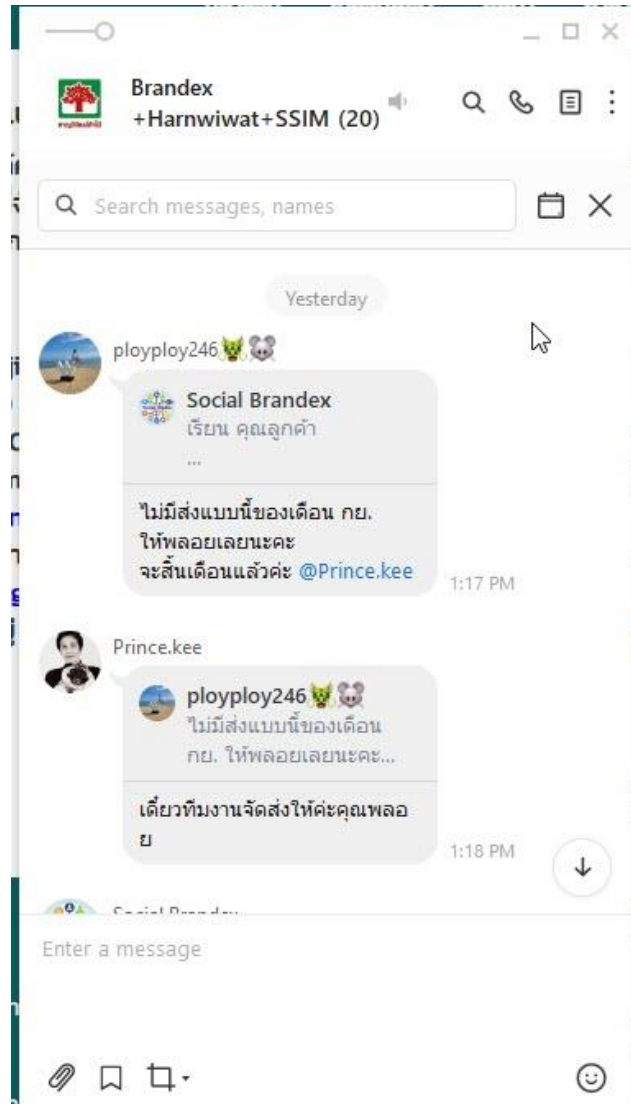 Brandex
+Harnwiwat+SSIM (20)
Search messages, names
Yesterday
ployploy246
Social Brandex
เรียน คุณลูกค้า
...
ไม่มีส่งแบบนี้ของเดือน กย.
ให้พลอยเลยนะคะ
จะสิ้นเดือนแล้วค่ะ @Prince.kee
1:17 PM
Prince.kee
ployploy246
ไม่มีส่งแบบนี้ของเดือน
กย. ให้พลอยเลยนะคะ...
เดี๋ยวทีมงานจัดส่งให้ค่ะคุณพลอ
ย
1:18 PM
Social Brandex
Enter a message